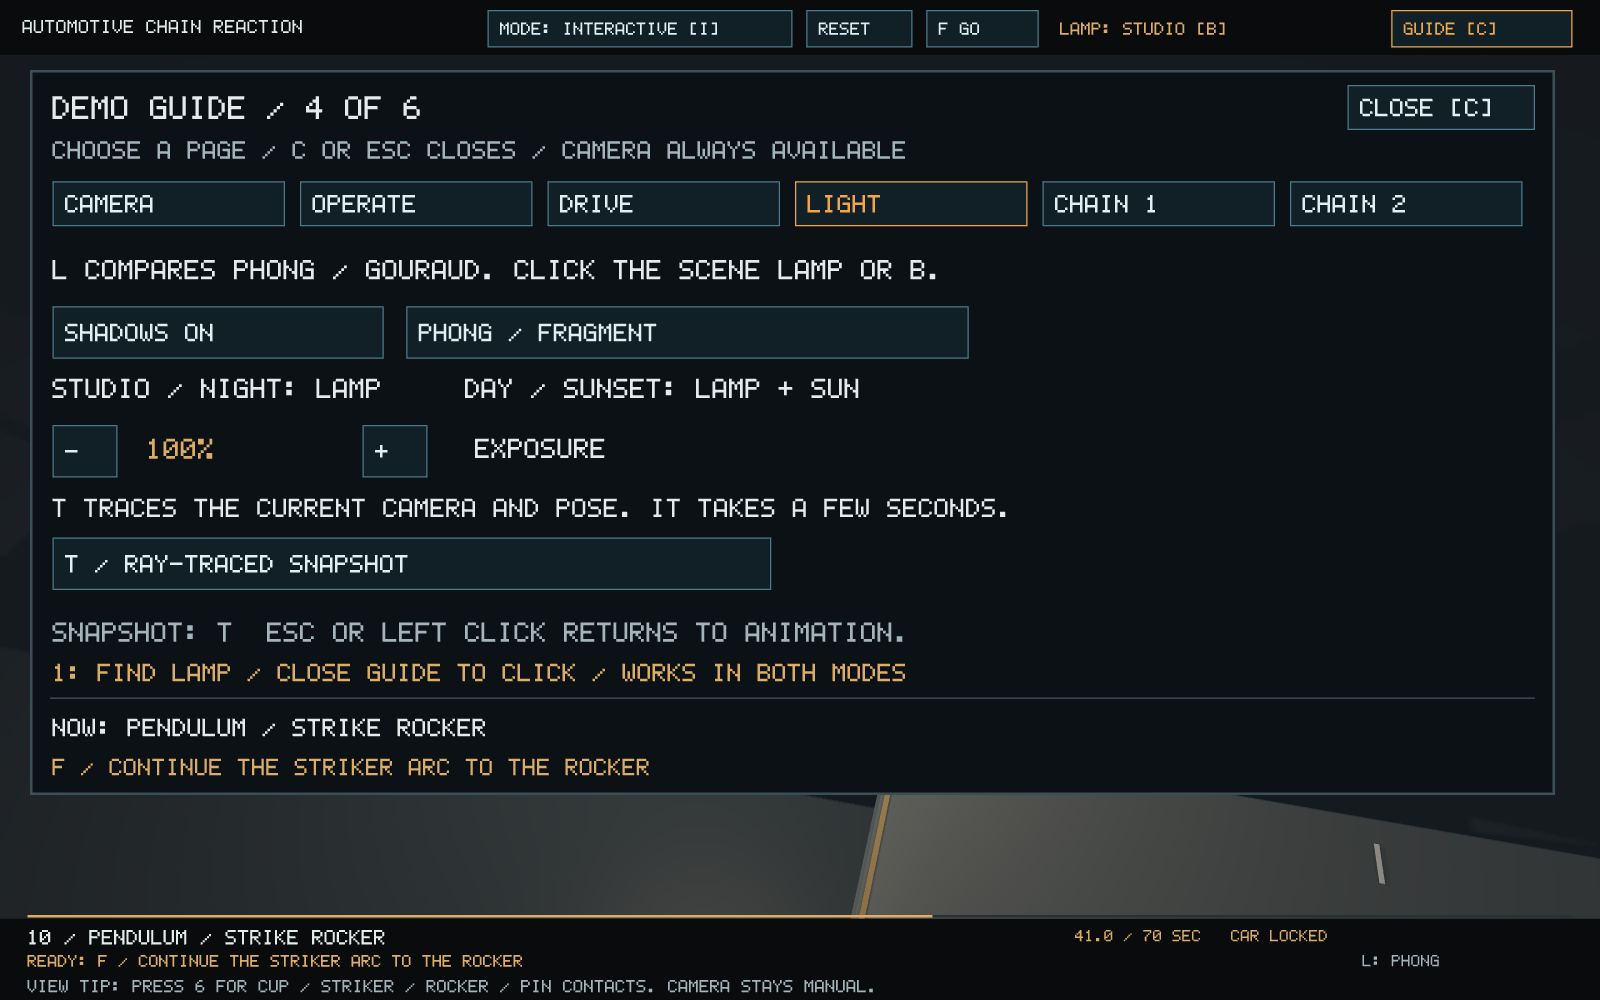 AUTOMOTIVE CHAIN REACTION
MODE: INTERACTIVE [I]
RESET
F GO
LAMP: STUDIO [B]
GUIDE [C]
DEMO GUIDE / 4 OF 6
CLOSE [C]
CHOOSE A PAGE / C OR ESC CLOSES / CAMERA ALWAYS AVAILABLE
CAMERA
OPERATE
DRIVE
LIGHT
CHAIN 1
CHAIN 2
L COMPARES PHONG / GOURAUD. CLICK THE SCENE LAMP OR B.
SHADOWS ON
PHONG / FRAGMENT
STUDIO / NIGHT: LAMP
DAY / SUNSET: LAMP + SUN
-
100%
+
EXPOSURE
T TRACES THE CURRENT CAMERA AND POSE. IT TAKES A FEW SECONDS.
T / RAY-TRACED SNAPSHOT
SNAPSHOT: T  ESC OR LEFT CLICK RETURNS TO ANIMATION.
1: FIND LAMP / CLOSE GUIDE TO CLICK / WORKS IN BOTH MODES
NOW: PENDULUM / STRIKE ROCKER
F / CONTINUE THE STRIKER ARC TO THE ROCKER
10 / PENDULUM / STRIKE ROCKER
41.0 / 70 SEC
CAR LOCKED
READY: F / CONTINUE THE STRIKER ARC TO THE ROCKER
L: PHONG
VIEW TIP: PRESS 6 FOR CUP / STRIKER / ROCKER / PIN CONTACTS. CAMERA STAYS MANUAL.